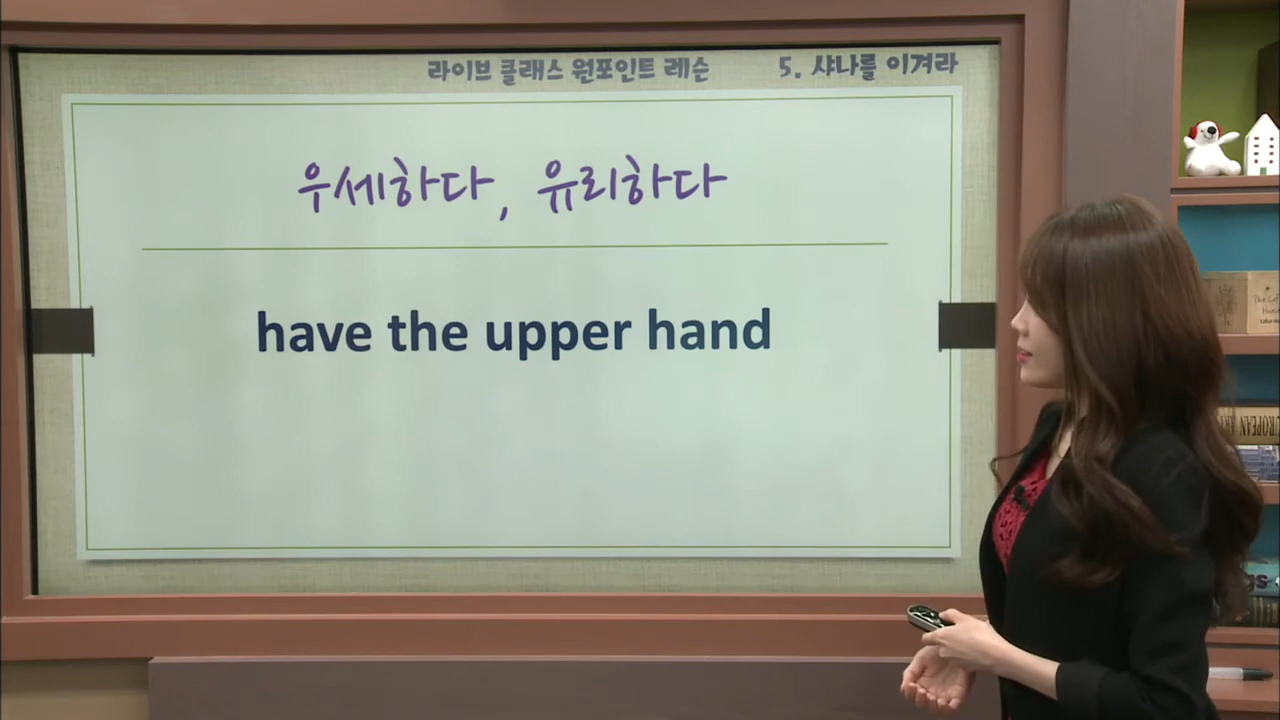 라이브 클래스 원포인트 레슨 5. 샤나를 이겨라
우세하다, 유리하다
have the upper hand
EUROPEAN